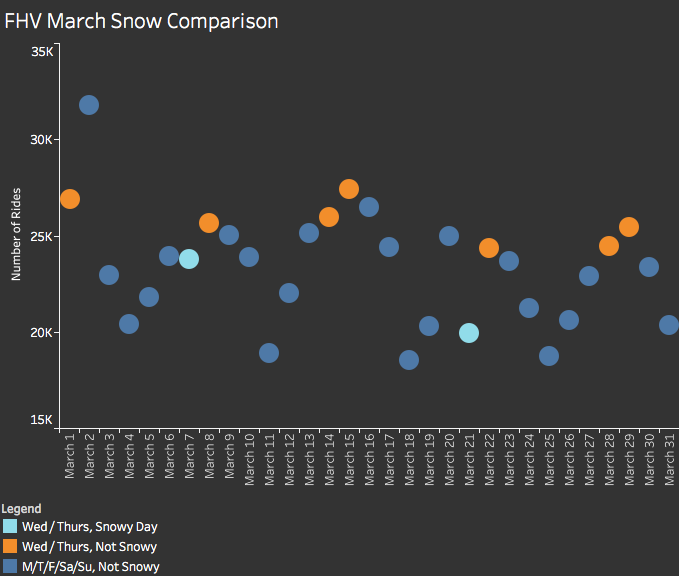 FHV March Snow Comparison
35K
30K
25K
20K
15K
Number of Rides
March 1
March 2
March 3
March 4
March 5
March 6
March 7
March 8
March 9
March 10
March 11
March 12
March 13
March 14
March 15
March 16
March 17
March 18
March 19
March 20
March 21
March 22
March 23
March 24
March 25
March 26
March 27
March 28
March 29
March 30
March 31
Legend
Wed / Thurs, Snowy Day
Wed / Thurs, Not Snowy
M/T/F/Sa/Su, Not Snowy